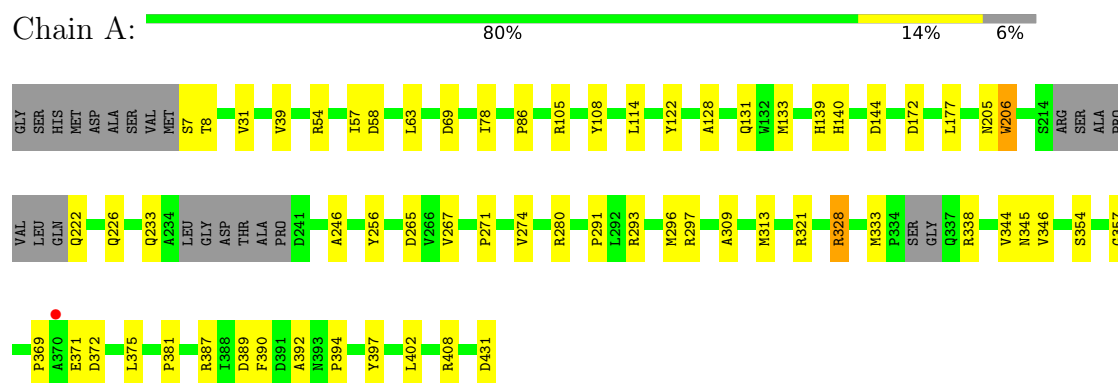 Chain A:
80% 14% 6%
GLY SER HIS MET ASP ALA SER VAL MET S7 T8 V31 V39 R54 I57 D58 L63 D69 I78 P86 R105 Y108 L114 Y122 A128 Q131 W132 M133 H139 H140 D144 D172 L177 N205 W206 S214 ARG SER ALA PRO
VAL LEU GLN Q222 Q226 Q233 A234 LEU GLY ASP THR ALA PRO D241 A246 Y256 D265 V266 V267 P271 V274 R280 P291 L292 R293 M296 R297 A309 M313 R321 R328 M333 P334 SER GLY Q337 R338 V344 N345 V346 S354
P369 A370 E371 D372 L375 P381 R387 I388 D389 F390 D391 A392 N393 P394 Y397 L402 R408 D431